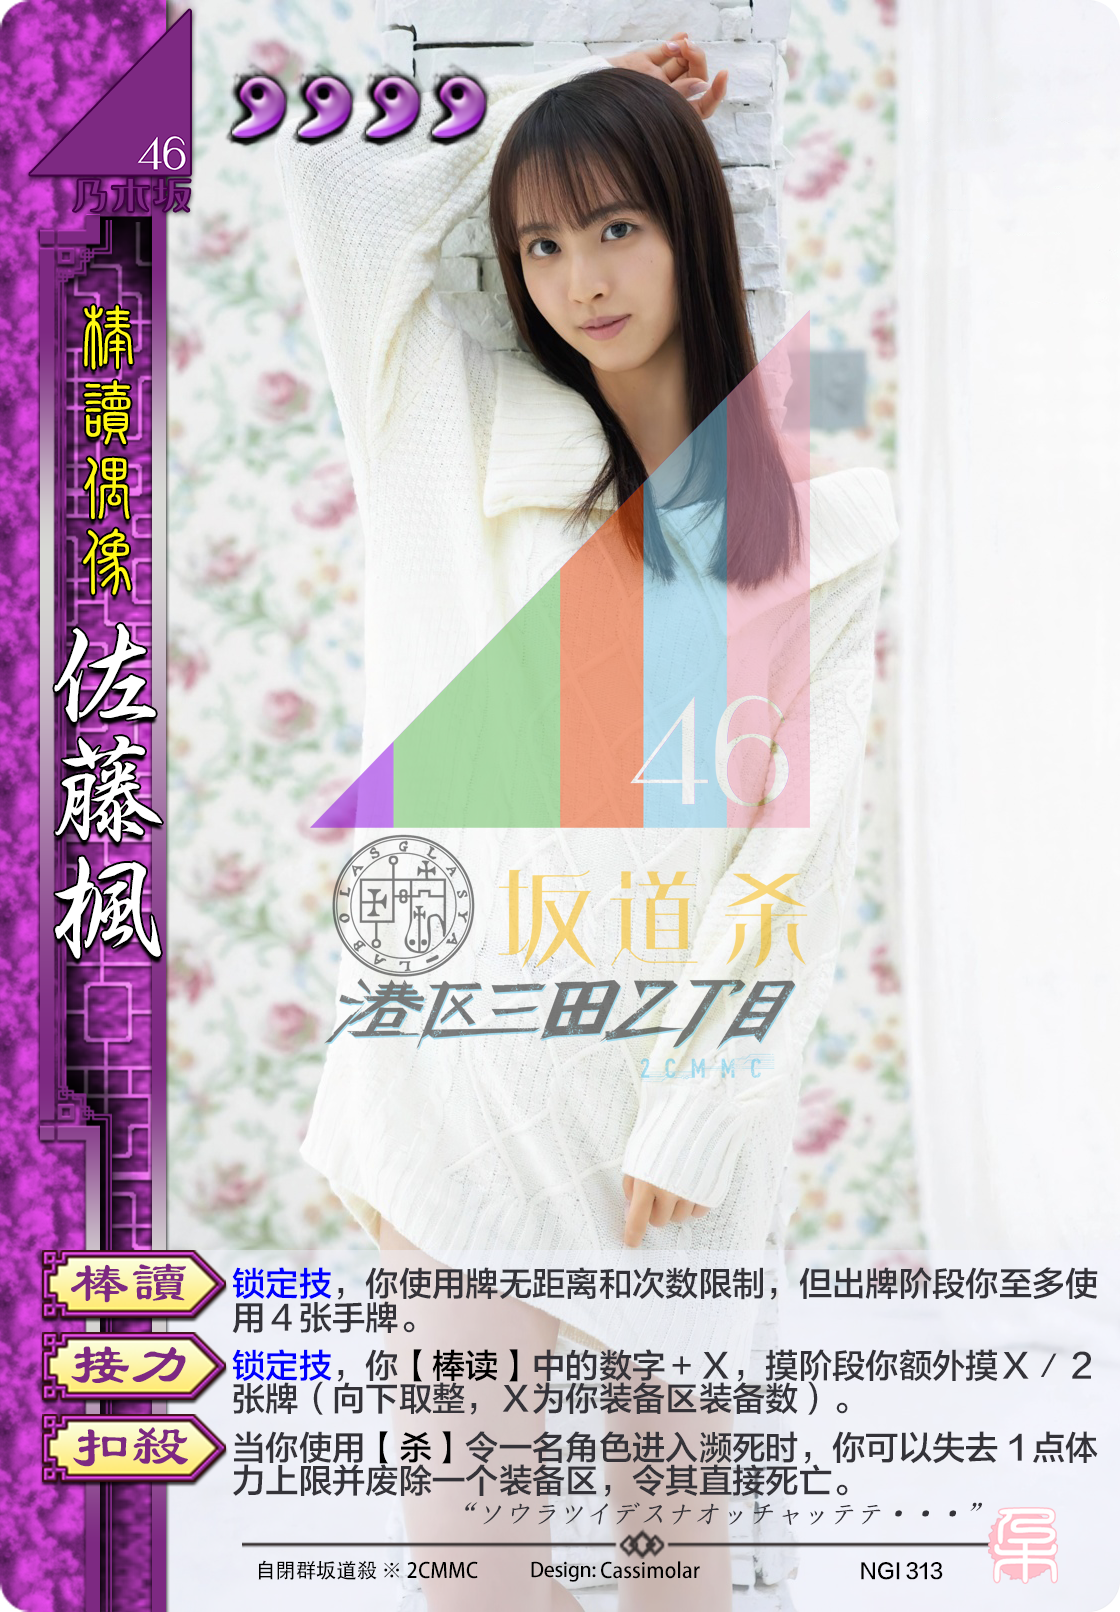 46
乃木坂
棒讀偶像
佐藤楓
46
GLASYA-LABOLAS
坂道杀
港区三田2丁目
2CMMC
棒讀
锁定技，你使用牌无距离和次数限制，但出牌阶段你至多使
用４张手牌。
接力
锁定技，你【棒读】中的数字＋Ｘ，摸阶段你额外摸Ｘ／２
张牌（向下取整，Ｘ为你装备区装备数）。
扣殺
当你使用【杀】令一名角色进入濒死时，你可以失去１点体
力上限并废除一个装备区，令其直接死亡。
“ソウラツイデスナオッチャッテテ・・・”
自閉群坂道殺 ※ 2CMMC
Design: Cassimolar
NGI 313